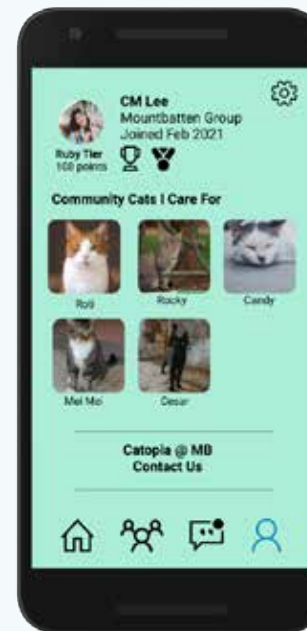 CM Lee
Mountbatten Group
Joined Feb 2021
Ruby Tier
100 points
Community Cats I Care For
Roti
Rocky
Candy
Mei Mei
Cesar
Catopia @ MB
Contact Us